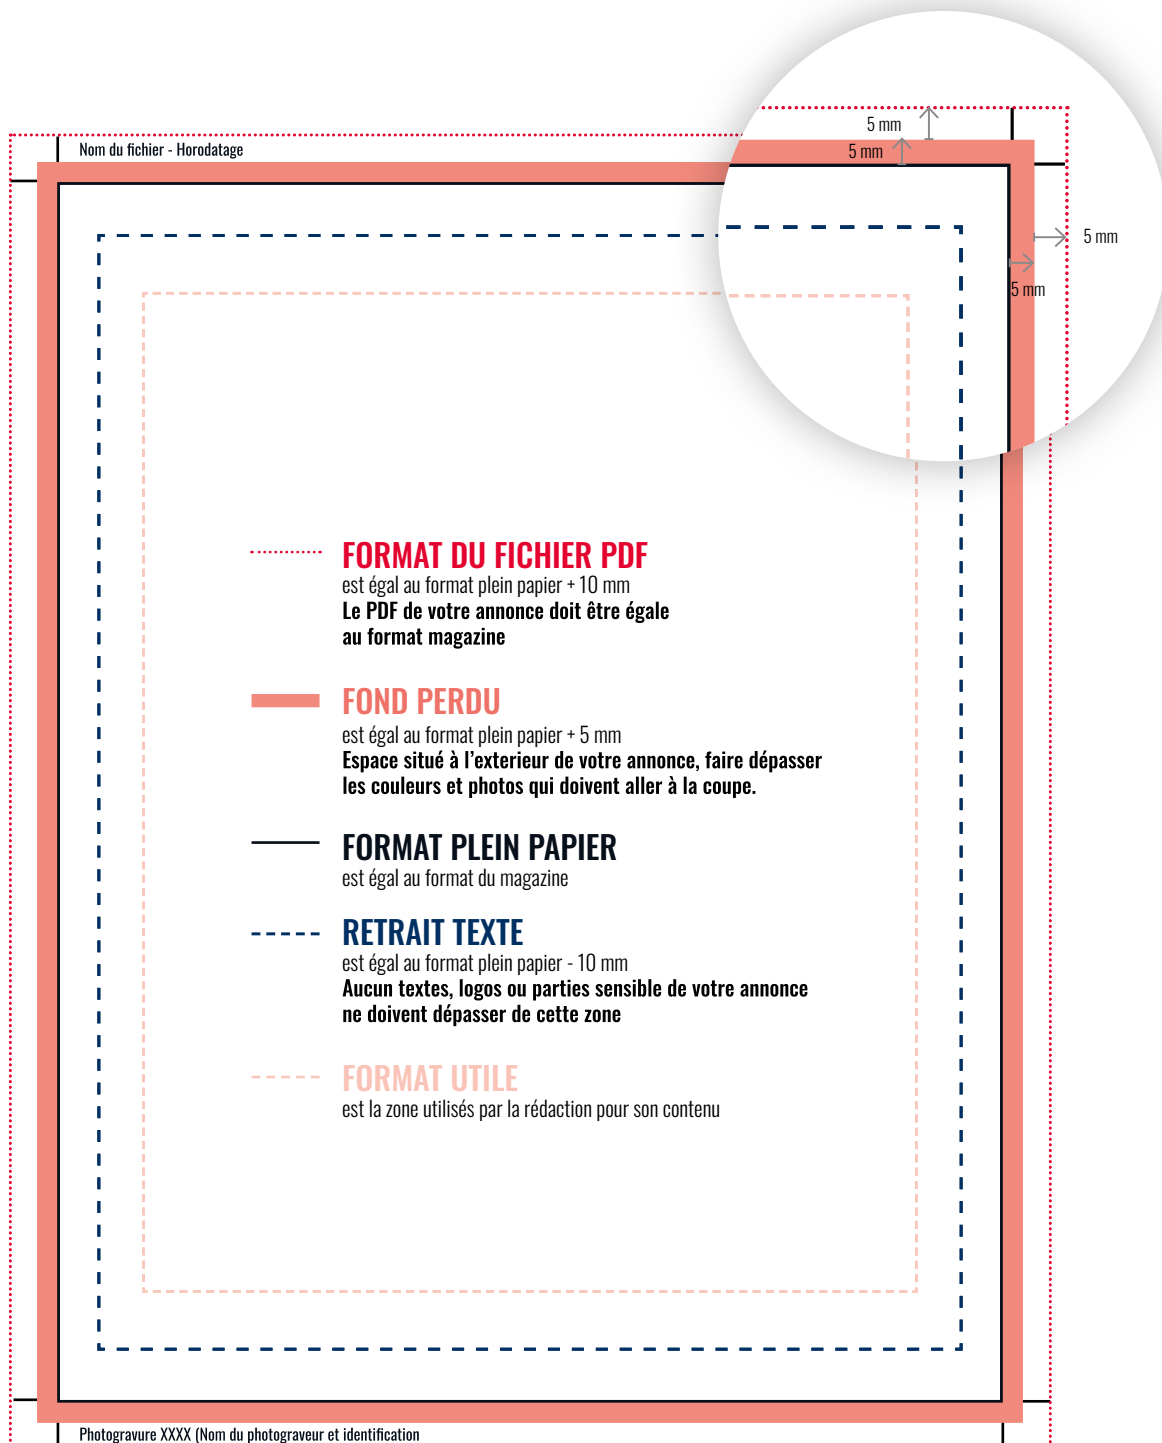 5 mm
Nom du fichier - Horodatage
5 mm
5 mm
5 mm
FORMAT DU FICHIER PDF
est égal au format plein papier + 10 mm
Le PDF de votre annonce doit être égale
au format magazine
FOND PERDU
est égal au format plein papier + 5 mm
Espace situé à l'exterieur de votre annonce, faire dépasser
les couleurs et photos qui doivent aller à la coupe.
FORMAT PLEIN PAPIER
est égal au format du magazine
RETRAIT TEXTE
est égal au format plein papier - 10 mm
Aucun textes, logos ou parties sensible de votre annonce
ne doivent dépasser de cette zone
FORMAT UTILE
est la zone utilisés par la rédaction pour son contenu
Photogravure XXXX (Nom du photograveur et identification